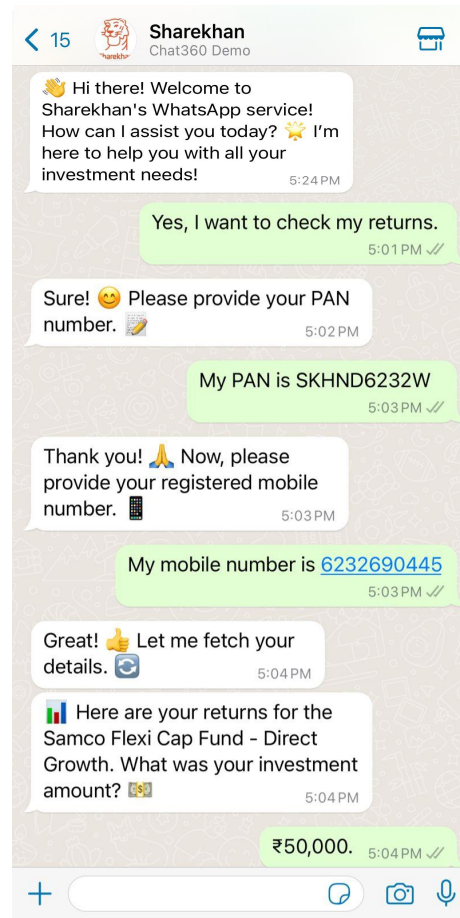 15
Sharekhan
Sharekhan
Chat360 Demo
👋 Hi there! Welcome to
Sharekhan's WhatsApp service!
How can I assist you today? 🌟 I'm
here to help you with all your
investment needs!
5:24 PM
Yes, I want to check my returns.
5:01 PM
Sure! 😊 Please provide your PAN
number. 📝
5:02 PM
My PAN is SKHND6232W
5:03 PM
Thank you! 🙏 Now, please
provide your registered mobile
number. 📱
5:03 PM
My mobile number is 6232690445
5:03 PM
Great! 👍 Let me fetch your
details. 🔄
5:04 PM
📊 Here are your returns for the
Samco Flexi Cap Fund - Direct
Growth. What was your investment
amount? 💵
5:04 PM
₹50,000.
5:04 PM